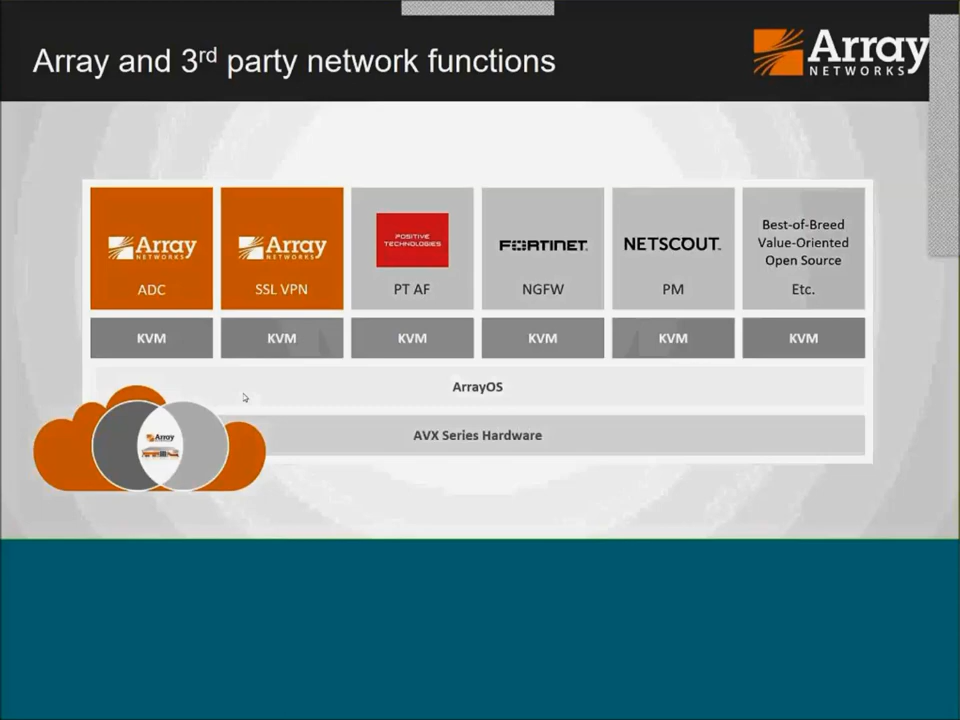 Array and 3rd party network functions
Array
NETWORKS
Array
NETWORKS
ADC
Array
NETWORKS
SSL VPN
POSITIVE
TECHNOLOGIES
PT AF
FORTINET
NGFW
NETSCOUT
PM
Best-of-Breed
Value-Oriented
Open Source
Etc.
KVM
KVM
KVM
KVM
KVM
KVM
ArrayOS
Array
AVX Series Hardware